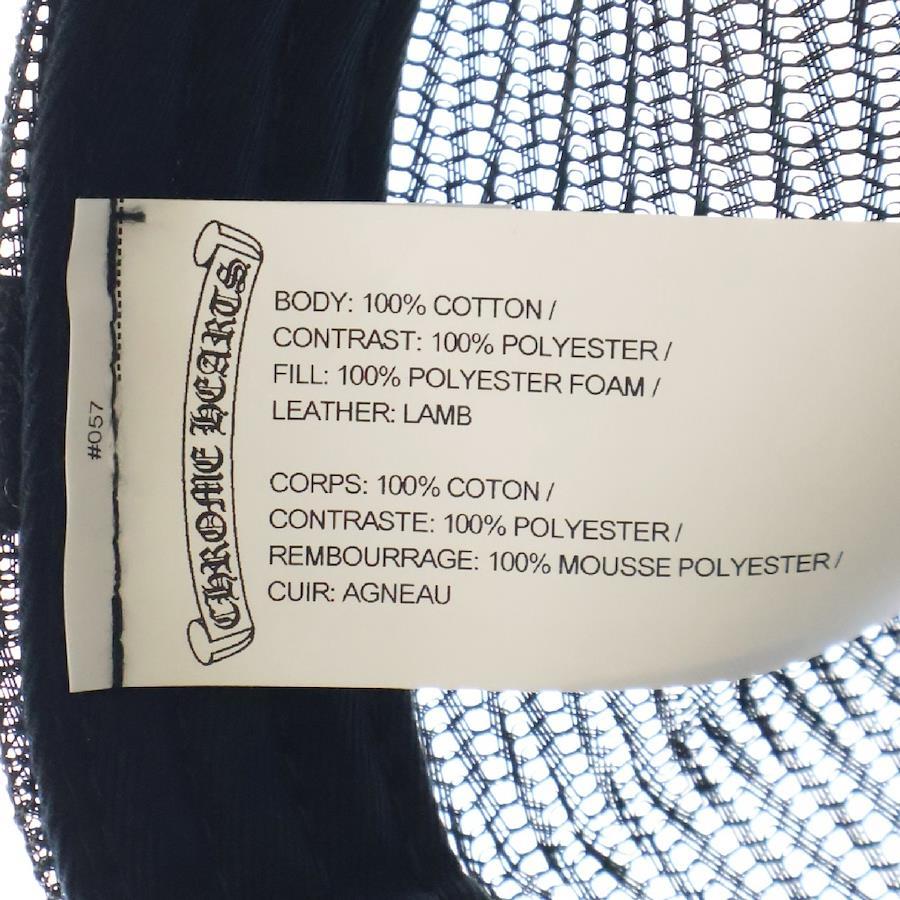 #057
CHROME HEARTS
BODY: 100% COTTON /
CONTRAST: 100% POLYESTER /
FILL: 100% POLYESTER FOAM /
LEATHER: LAMB
CORPS: 100% COTON /
CONTRASTE: 100% POLYESTER /
REMBOURRAGE: 100% MOUSSE POLYESTER /
CUIR: AGNEAU